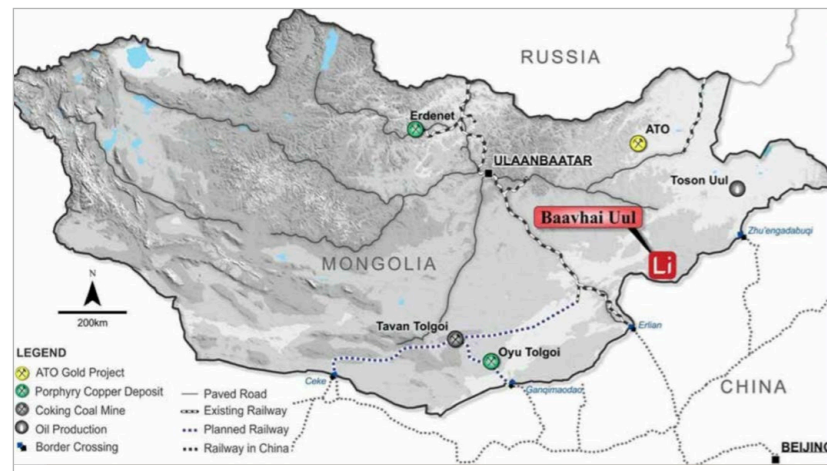 RUSSIA
Erdenet
ATO
ULAANBAATAR
Toson Uul
Baavhai Uul
Zhu'engadabuqi
Li
MONGOLIA
N
200km
Tavan Tolgoi
Erlian
Oyu Tolgoi
LEGEND
ATO Gold Project
Porphyry Copper Deposit
Coking Coal Mine
Oil Production
Border Crossing
Paved Road
Existing Railway
Planned Railway
Railway in China
Ceke
Ganqimaodao
CHINA
BEIJING